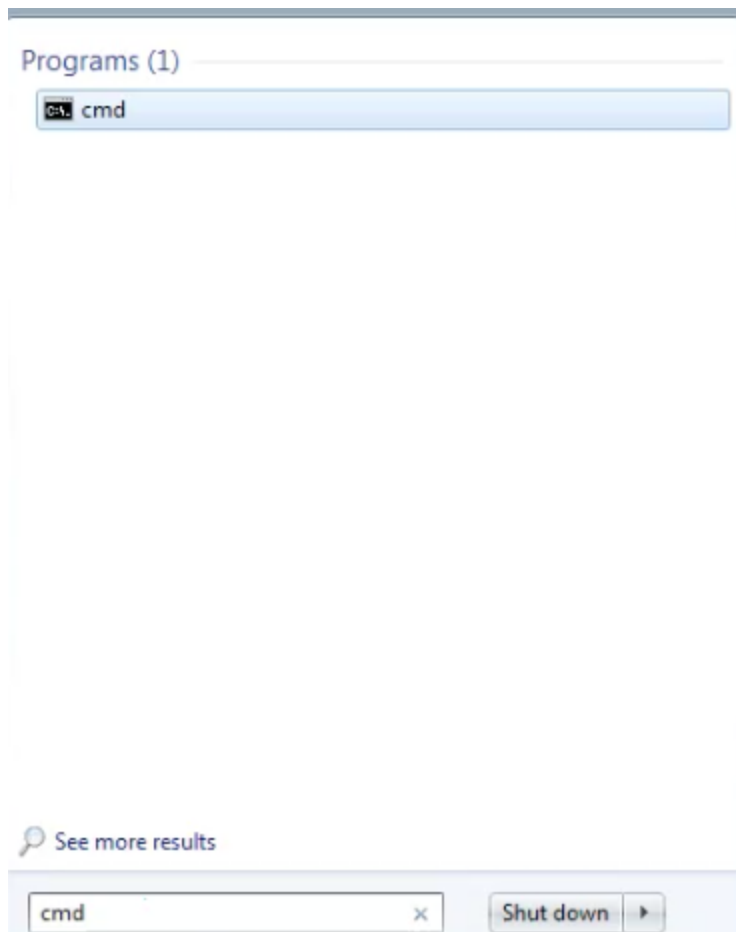 Programs (1)
C:\. cmd
See more results
cmd × Shut down